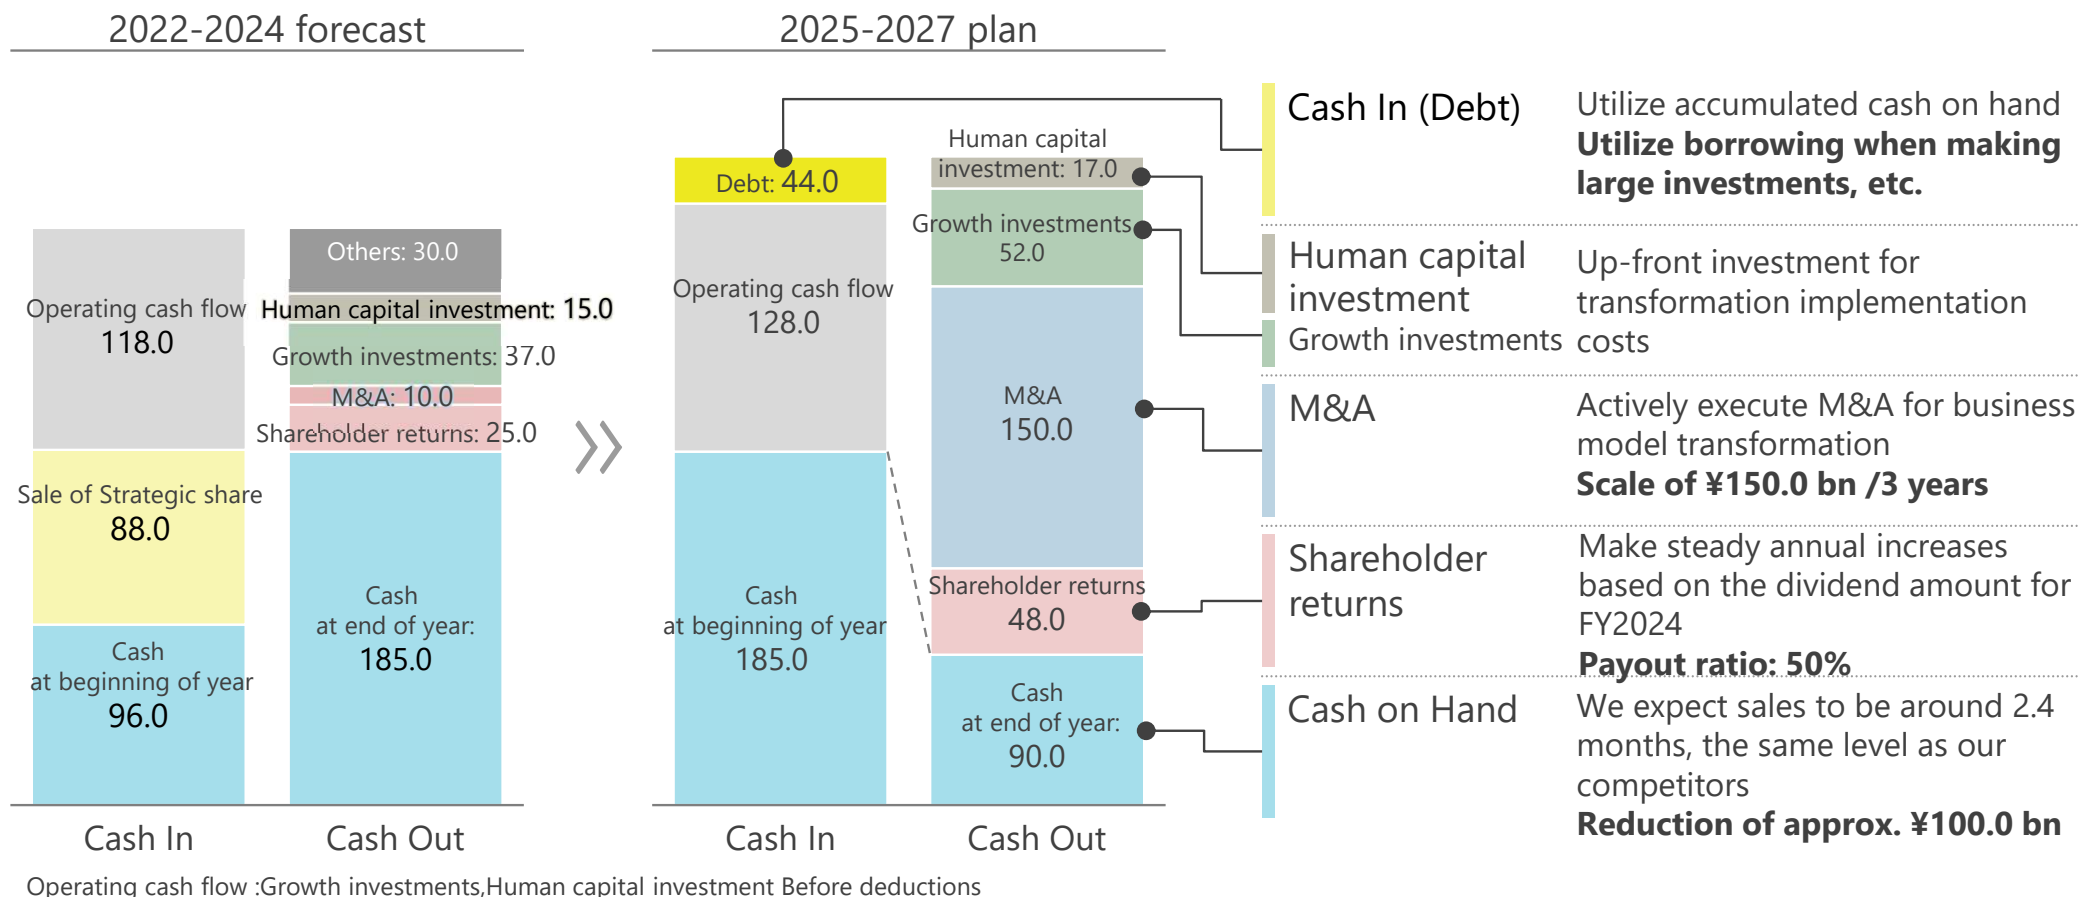 2022-2024 forecast
2025-2027 plan
Operating cash flow
118.0
Sale of Strategic share
88.0
Cash
at beginning of year
96.0
Cash In
Others: 30.0
Human capital investment: 15.0
Growth investments: 37.0
M&A: 10.0
Shareholder returns: 25.0
Cash
at end of year:
185.0
Cash Out
Debt: 44.0
Operating cash flow
128.0
Cash
at beginning of year
185.0
Cash In
Human capital
investment: 17.0
Growth investments
52.0
M&A
150.0
Shareholder returns
48.0
Cash
at end of year:
90.0
Cash Out
Cash In (Debt)
Utilize accumulated cash on hand
Utilize borrowing when making
large investments, etc.
Human capital
investment
Growth investments
Up-front investment for
transformation implementation
costs
M&A
Actively execute M&A for business
model transformation
Scale of ¥150.0 bn /3 years
Shareholder
returns
Make steady annual increases
based on the dividend amount for
FY2024
Payout ratio: 50%
Cash on Hand
We expect sales to be around 2.4
months, the same level as our
competitors
Reduction of approx. ¥100.0 bn
Operating cash flow :Growth investments,Human capital investment Before deductions